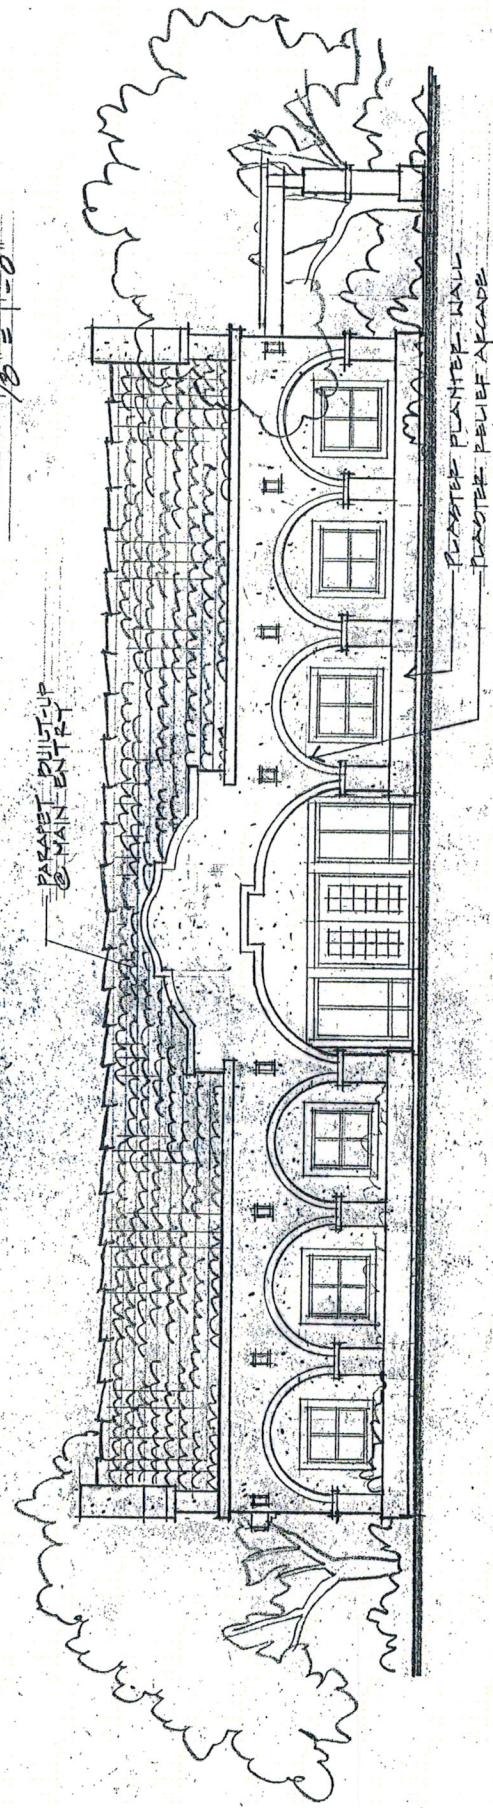 1/8" = 1'-0"
PARAPET BUILT-UP
@ MAIN ENTRY
PLASTER PLANTER WALL
PLASTER RELIEF ARCADE